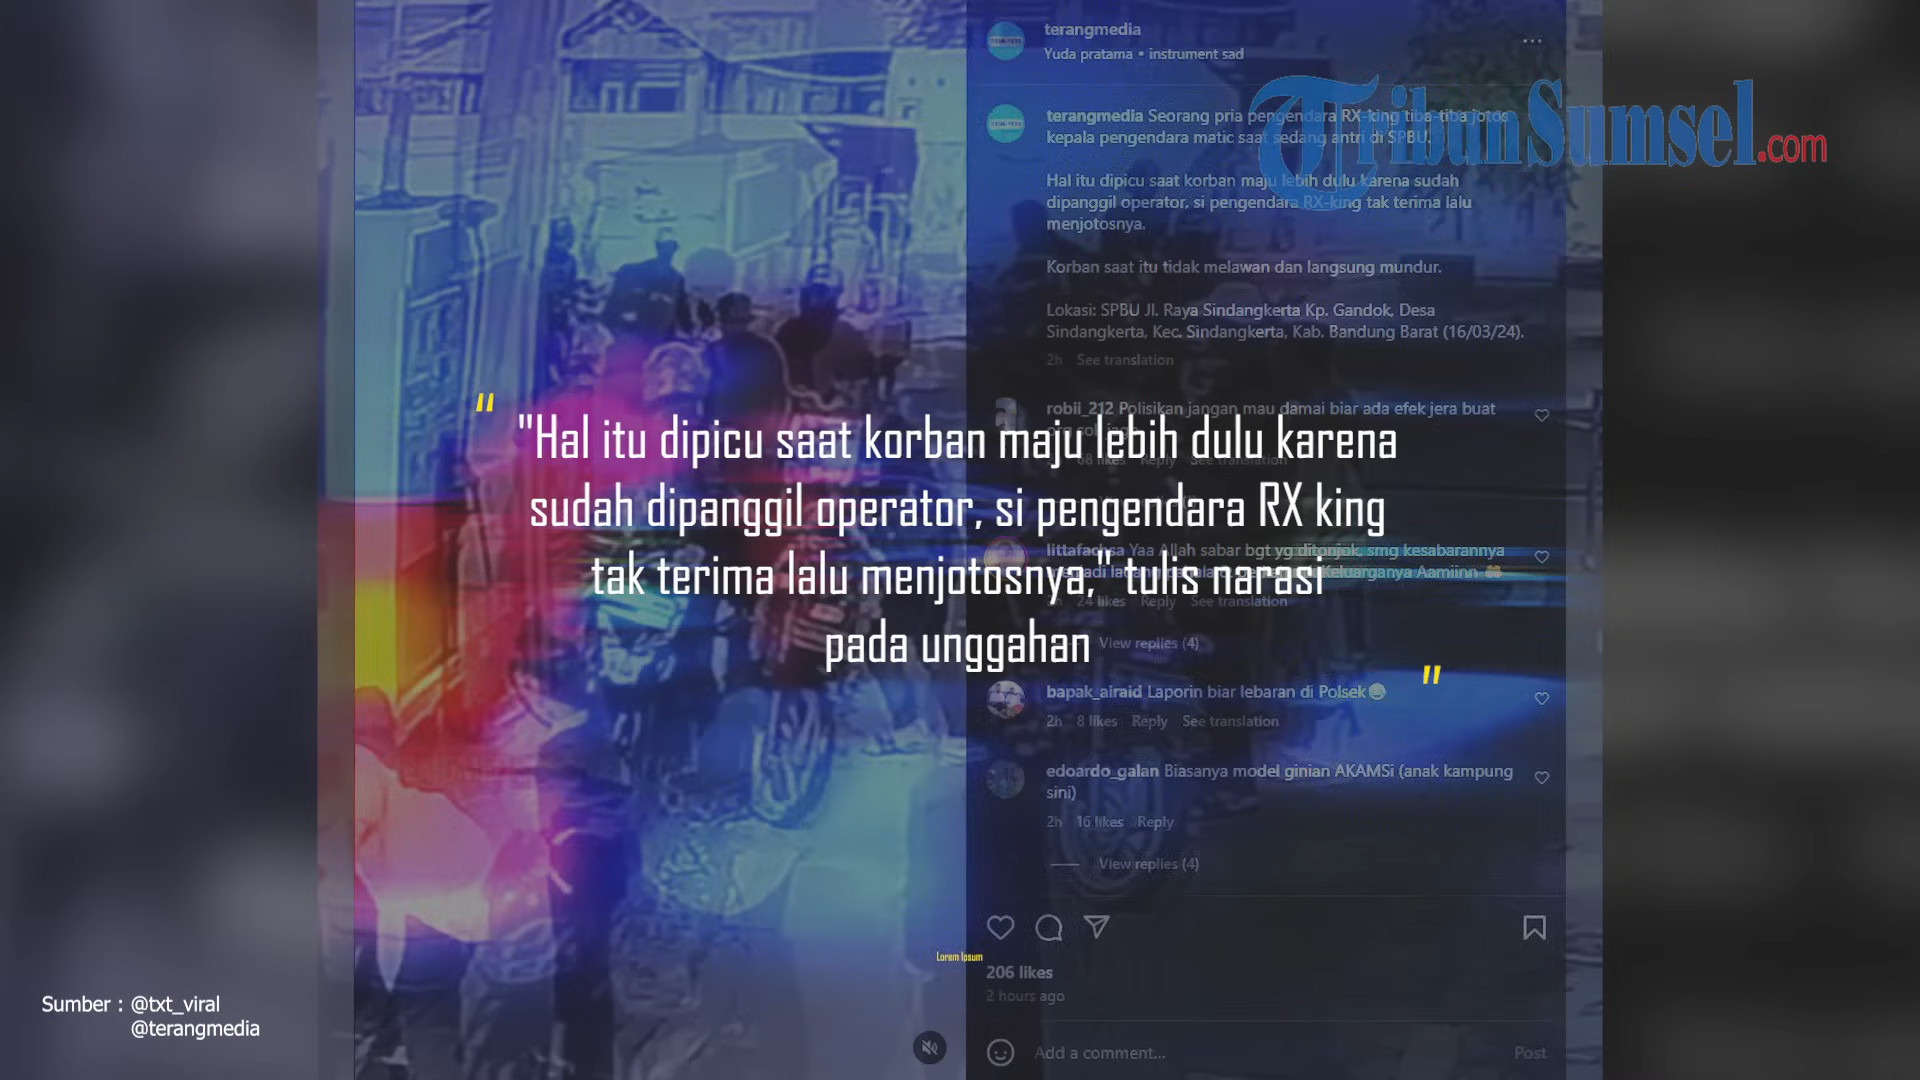 terangmedia
Yuda pratama • instrument sad
TribunSumsel.com
terangmedia Seorang pria pengendara RX-king tiba-tiba jotos
kepala pengendara matic saat sedang antri di SPBU.
Hal itu dipicu saat korban maju lebih dulu karena sudah
dipanggil operator, si pengendara RX-king tak terima lalu
menjotosnya.
Korban saat itu tidak melawan dan langsung mundur.
Lokasi: SPBU Jl. Raya Sindangkerta Kp. Gandok, Desa
Sindangkerta, Kec. Sindangkerta, Kab. Bandung Barat (16/03/24).
2h See translation
robii_212 Polisikan jangan mau damai biar ada efek jera buat
68 likes Reply See translation
"
"Hal itu dipicu saat korban maju lebih dulu karena
sudah dipanggil operator, si pengendara RX king
tak terima lalu menjotosnya," tulis narasi
pada unggahan
"
littafachsa Yaa Allah sabar bgt yg ditonjok, smg kesabarannya
keluarganya Aamiinn
2h 24 likes Reply See translation
View replies (4)
bapak_airaid Laporin biar lebaran di Polsek
2h 8 likes Reply See translation
edoardo_galan Biasanya model ginian AKAMSi (anak kampung
sini)
2h 16 likes Reply
View replies (4)
Lorem Ipsum
206 likes
2 hours ago
Add a comment... Post
Sumber : @txt_viral
@terangmedia